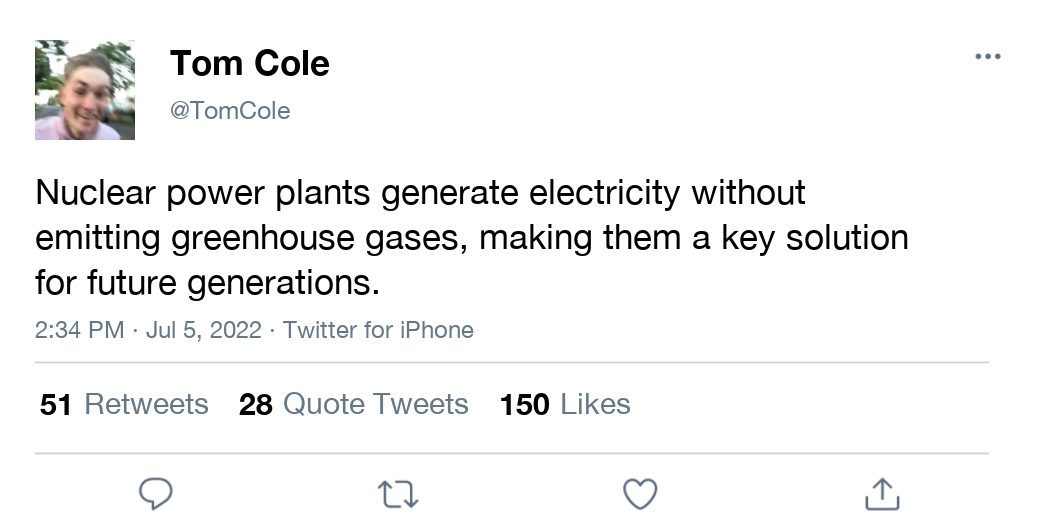 Tom Cole
@TomCole
Nuclear power plants generate electricity without
emitting greenhouse gases, making them a key solution
for future generations.
2:34 PM · Jul 5, 2022 · Twitter for iPhone
51 Retweets 28 Quote Tweets 150 Likes